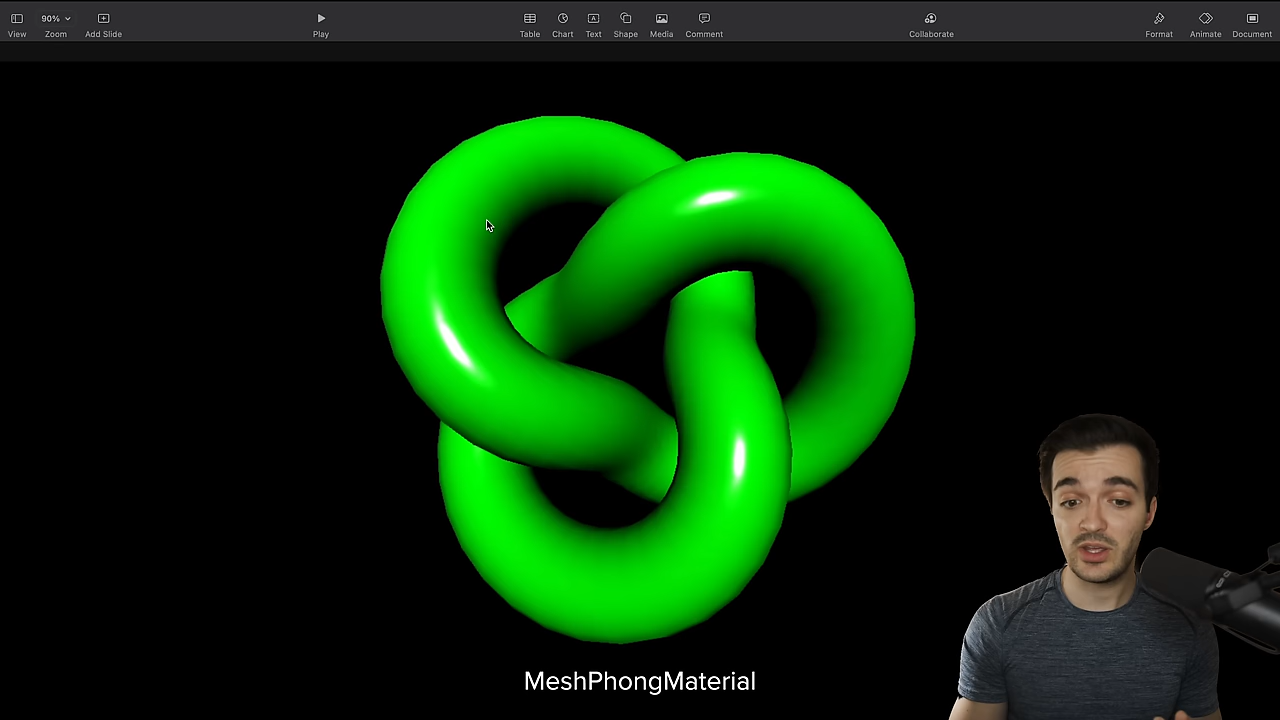 View
90%
Zoom
Add Slide
Play
Table
Chart
Text
Shape
Media
Comment
Collaborate
Format
Animate
Document
MeshPhongMaterial